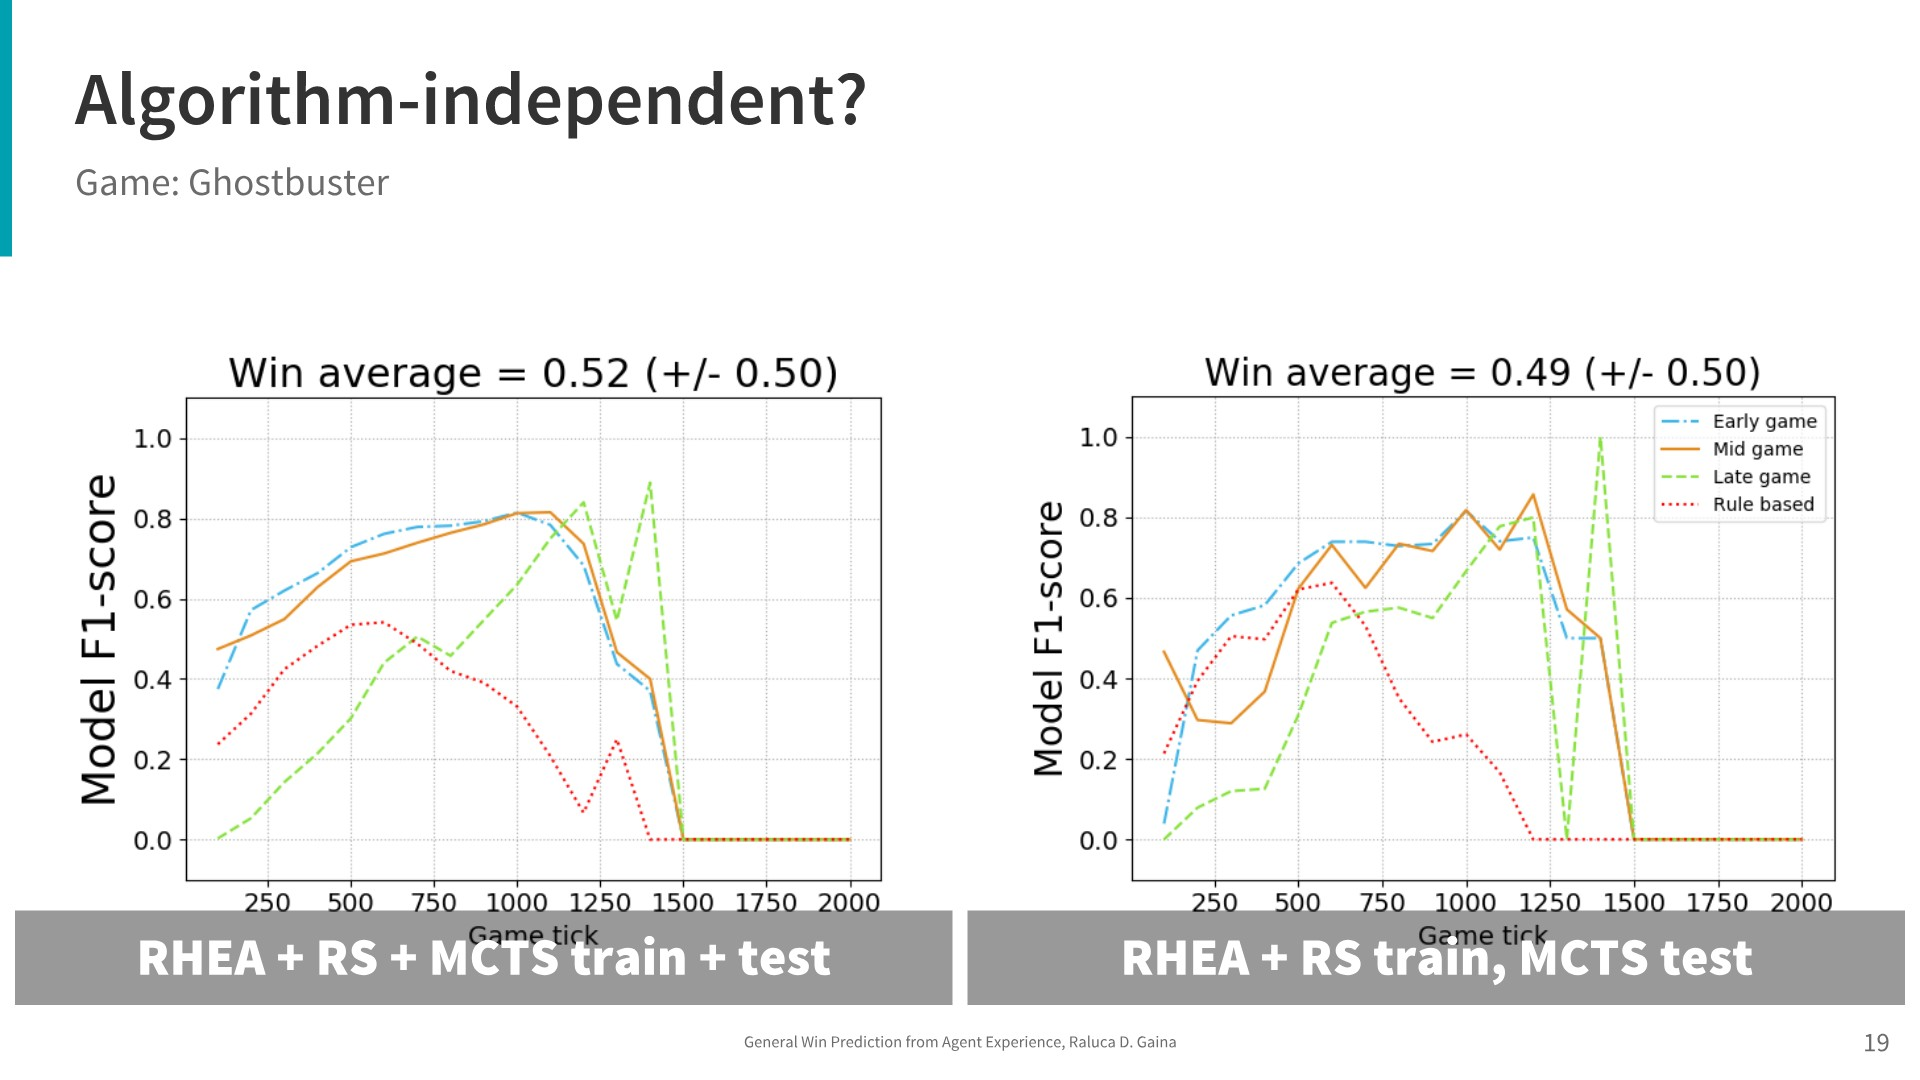 Algorithm-independent?
Game: Ghostbuster
Win average = 0.52 (+/- 0.50)
Model F1-score
1.0
0.8
0.6
0.4
0.2
0.0
250 500 750 1000 1250 1500 1750 2000
Game tick
RHEA + RS + MCTS train + test
Win average = 0.49 (+/- 0.50)
Model F1-score
1.0
0.8
0.6
0.4
0.2
0.0
Early game
Mid game
Late game
Rule based
250 500 750 1000 1250 1500 1750 2000
Game tick
RHEA + RS train, MCTS test
General Win Prediction from Agent Experience, Raluca D. Gaina
19